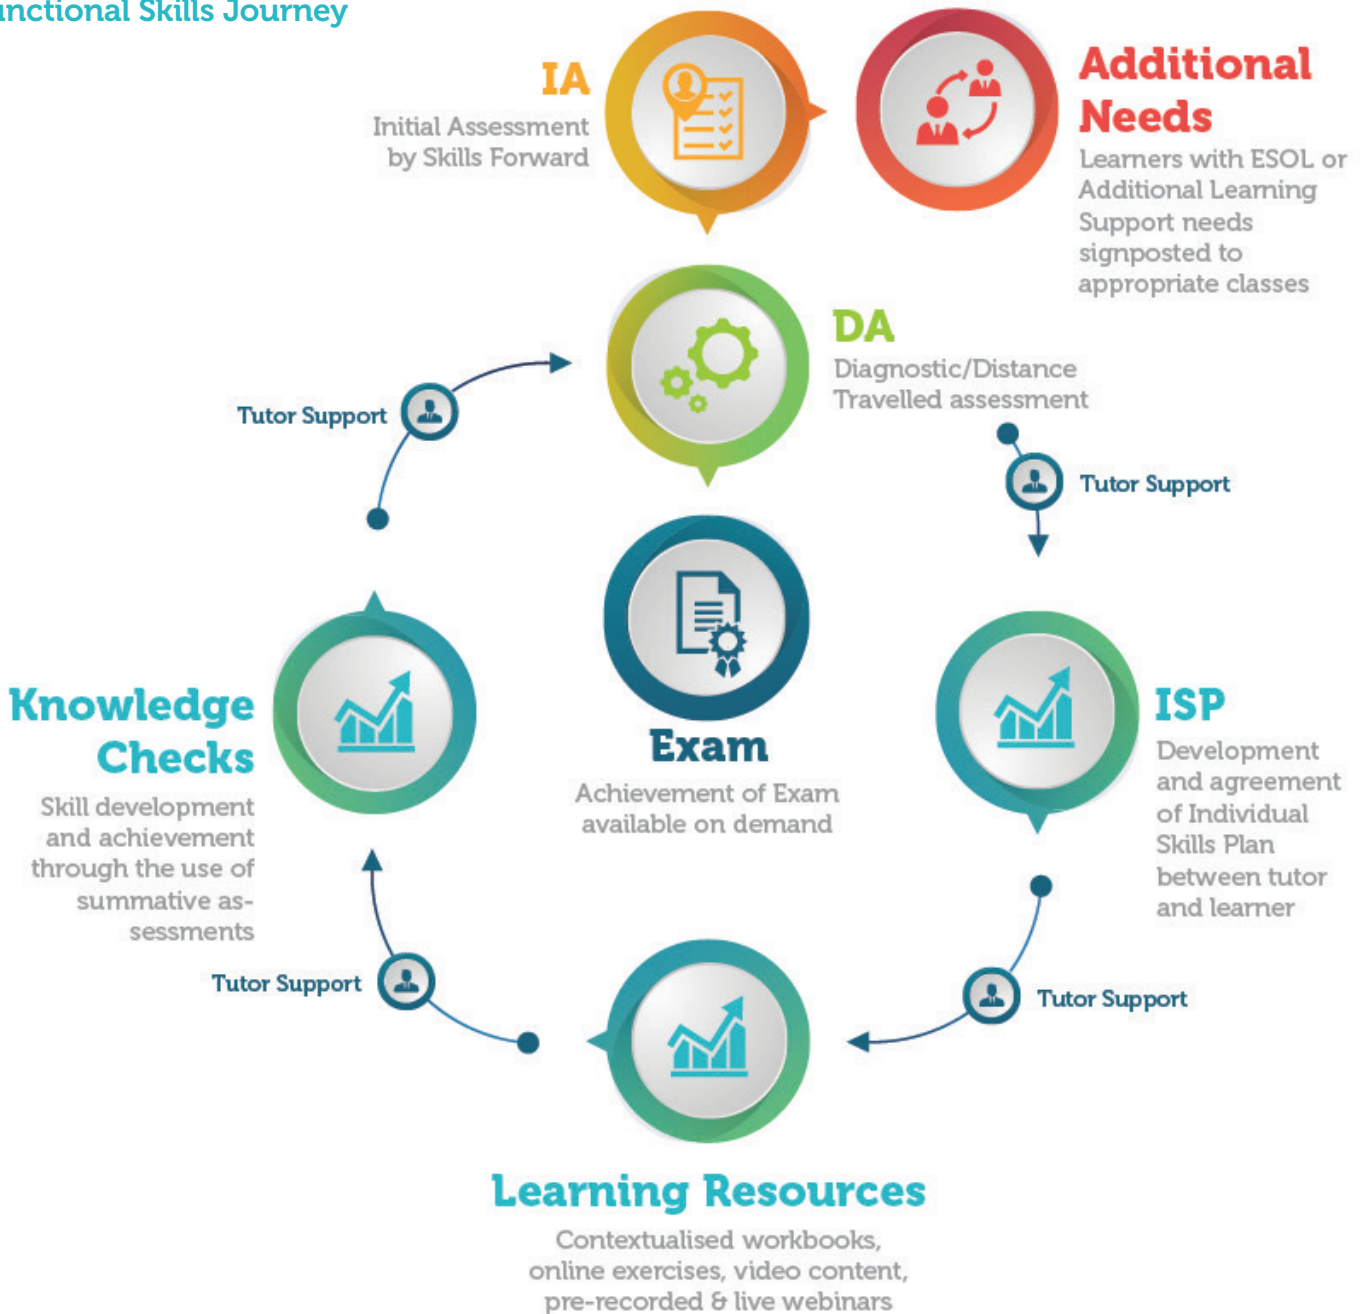 unctional Skills Journey
IA
Initial Assessment
by Skills Forward
Additional
Needs
Learners with ESOL or
Additional Learning
Support needs
signposted to
appropriate classes
DA
Diagnostic/Distance
Travelled assessment
Tutor Support
Tutor Support
Exam
Achievement of Exam
available on demand
ISP
Development
and agreement
of Individual
Skills Plan
between tutor
and learner
Knowledge
Checks
Skill development
and achievement
through the use of
summative as-
sessments
Tutor Support
Tutor Support
Learning Resources
Contextualised workbooks,
online exercises, video content,
pre-recorded & live webinars